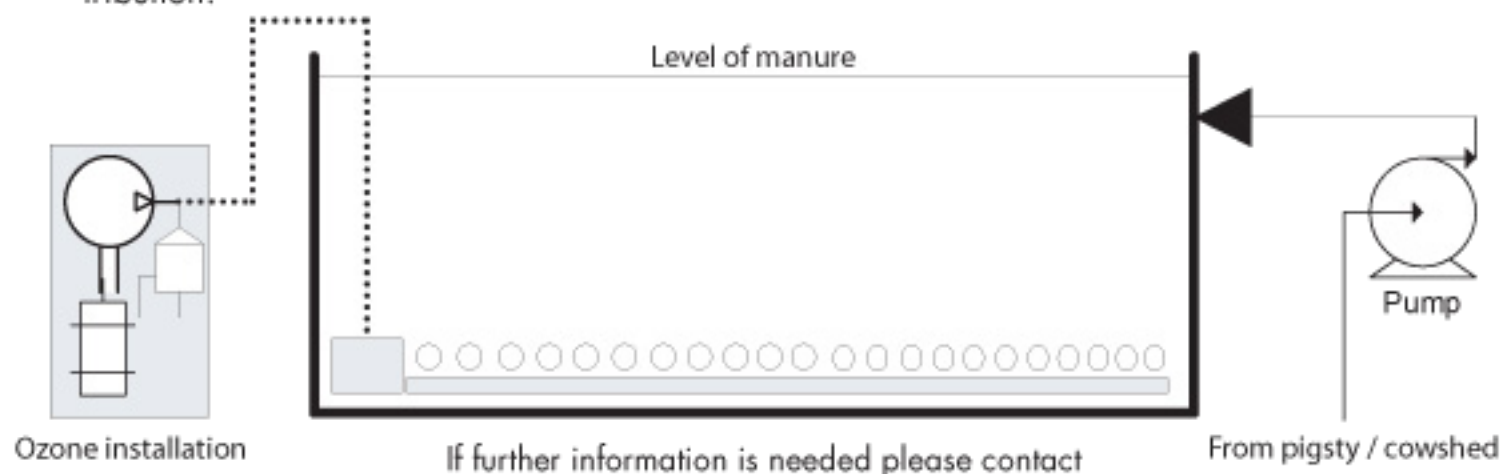 Level of manure
Pump
Ozone installation
From pigsty / cowshed
If further information is needed please contact